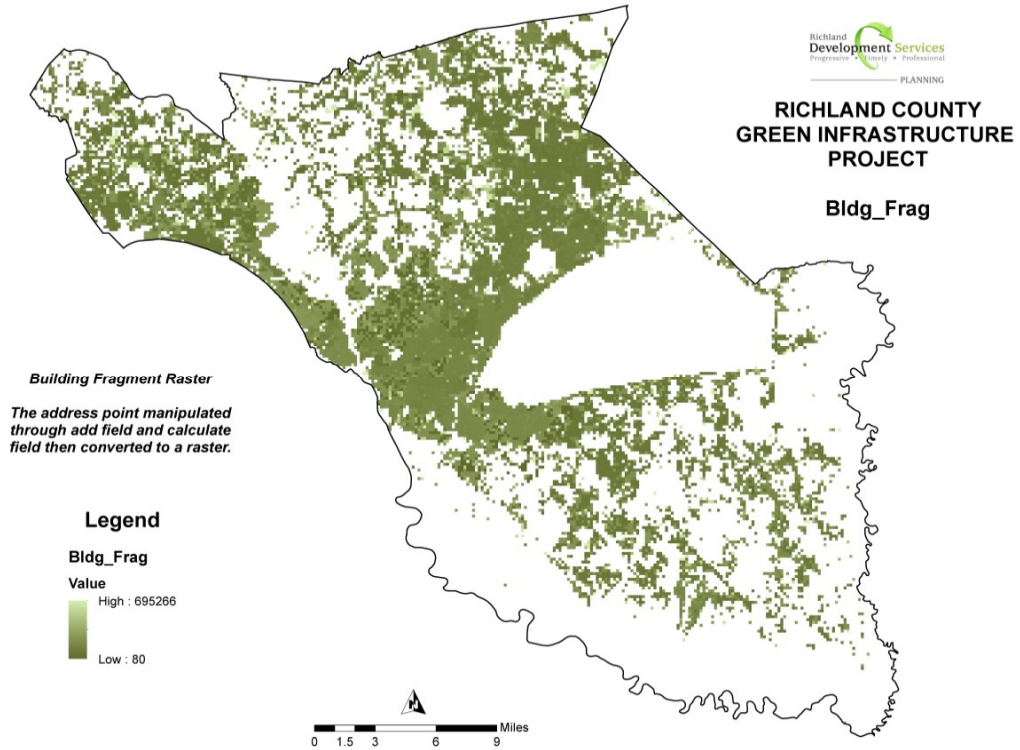 Richland
Development Services
Progressive • Timely • Professional
PLANNING
RICHLAND COUNTY
GREEN INFRASTRUCTURE
PROJECT
Bldg_Frag
Building Fragment Raster
The address point manipulated
through add field and calculate
field then converted to a raster.
Legend
Bldg_Frag
Value
High : 695266
Low : 80
N
Miles
0 1.5 3 6 9